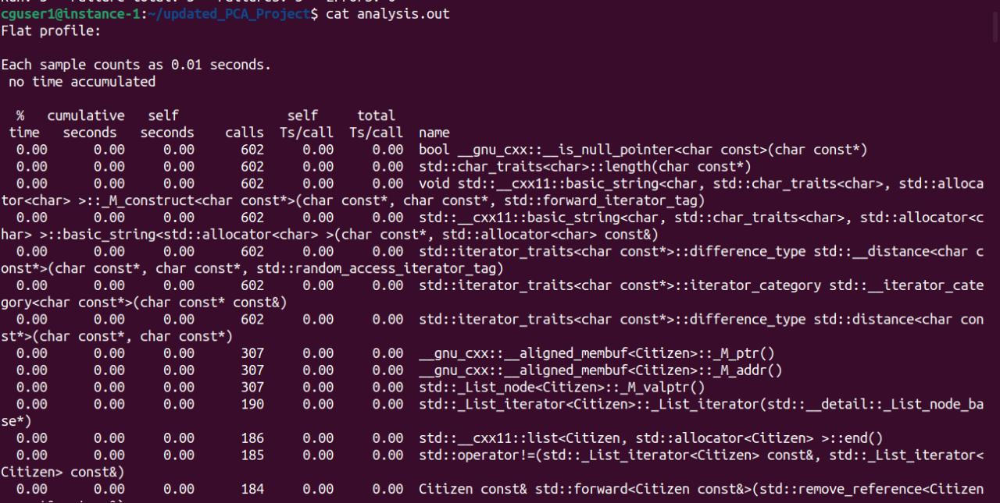 cguser1@instance-1:~/updated_PCA_Project$ cat analysis.out
Flat profile:
Each sample counts as 0.01 seconds.
 no time accumulated
  %   cumulative   self              self     total
 time   seconds   seconds    calls  Ts/call  Ts/call  name
  0.00      0.00     0.00      602     0.00     0.00  bool __gnu_cxx::__is_null_pointer<char const>(char const*)
  0.00      0.00     0.00      602     0.00     0.00  std::char_traits<char>::length(char const*)
  0.00      0.00     0.00      602     0.00     0.00  void std::__cxx11::basic_string<char, std::char_traits<char>, std::alloca
tor<char> >::_M_construct<char const*>(char const*, char const*, std::forward_iterator_tag)
  0.00      0.00     0.00      602     0.00     0.00  std::__cxx11::basic_string<char, std::char_traits<char>, std::allocator<c
har> >::basic_string<std::allocator<char> >(char const*, std::allocator<char> const&)
  0.00      0.00     0.00      602     0.00     0.00  std::iterator_traits<char const*>::difference_type std::__distance<char c
onst*>(char const*, char const*, std::random_access_iterator_tag)
  0.00      0.00     0.00      602     0.00     0.00  std::iterator_traits<char const*>::iterator_category std::__iterator_cate
gory<char const*>(char const* const&)
  0.00      0.00     0.00      602     0.00     0.00  std::iterator_traits<char const*>::difference_type std::distance<char con
st*>(char const*, char const*)
  0.00      0.00     0.00      307     0.00     0.00  __gnu_cxx::__aligned_membuf<Citizen>::_M_ptr()
  0.00      0.00     0.00      307     0.00     0.00  __gnu_cxx::__aligned_membuf<Citizen>::_M_addr()
  0.00      0.00     0.00      307     0.00     0.00  std::_List_node<Citizen>::_M_valptr()
  0.00      0.00     0.00      190     0.00     0.00  std::_List_iterator<Citizen>::_List_iterator(std::__detail::_List_node_ba
se*)
  0.00      0.00     0.00      186     0.00     0.00  std::__cxx11::list<Citizen, std::allocator<Citizen> >::end()
  0.00      0.00     0.00      185     0.00     0.00  std::operator!=(std::_List_iterator<Citizen> const&, std::_List_iterator<
Citizen> const&)
  0.00      0.00     0.00      184     0.00     0.00  Citizen const& std::forward<Citizen const&>(std::remove_reference<Citizen